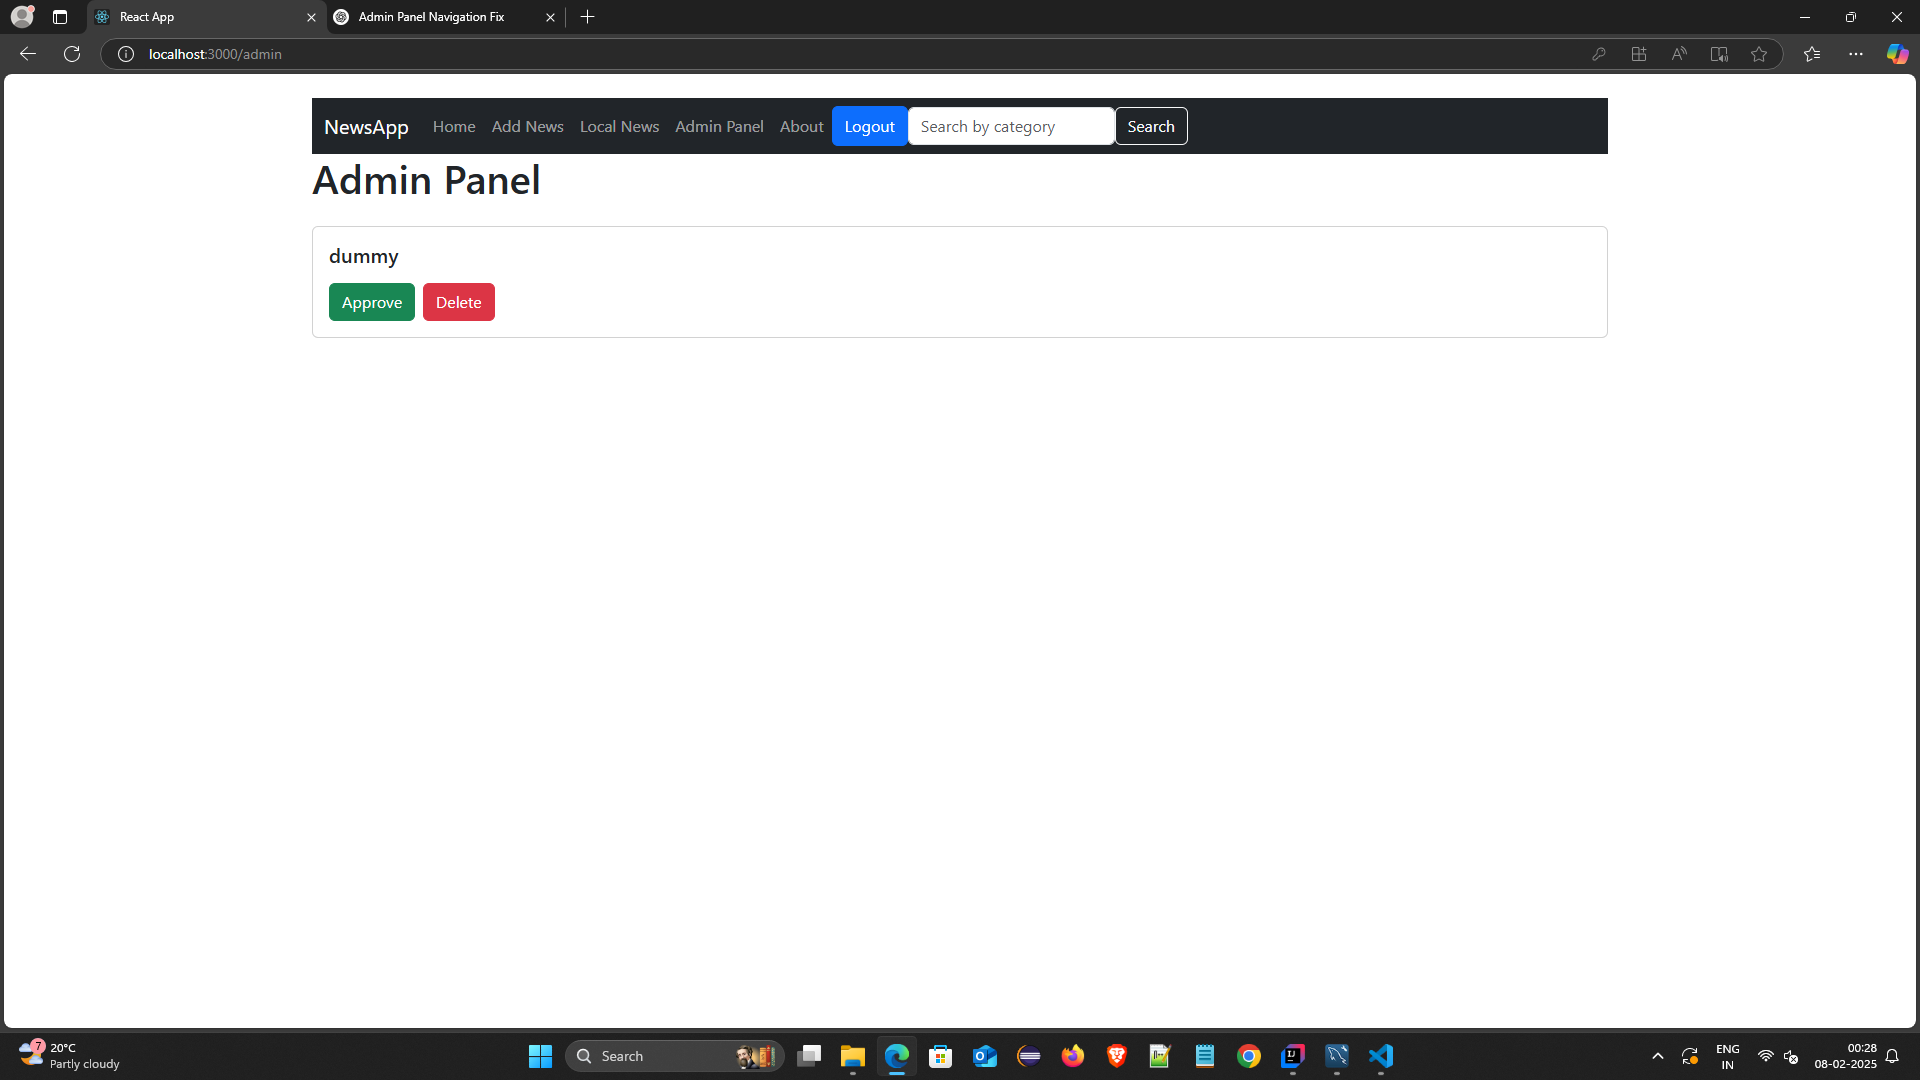 React App
Admin Panel Navigation Fix
localhost:3000/admin
NewsApp Home Add News Local News Admin Panel About Logout Search by category Search
Admin Panel
dummy
Approve Delete
7
20°C
Partly cloudy
Search
ENG
IN
00:28
08-02-2025